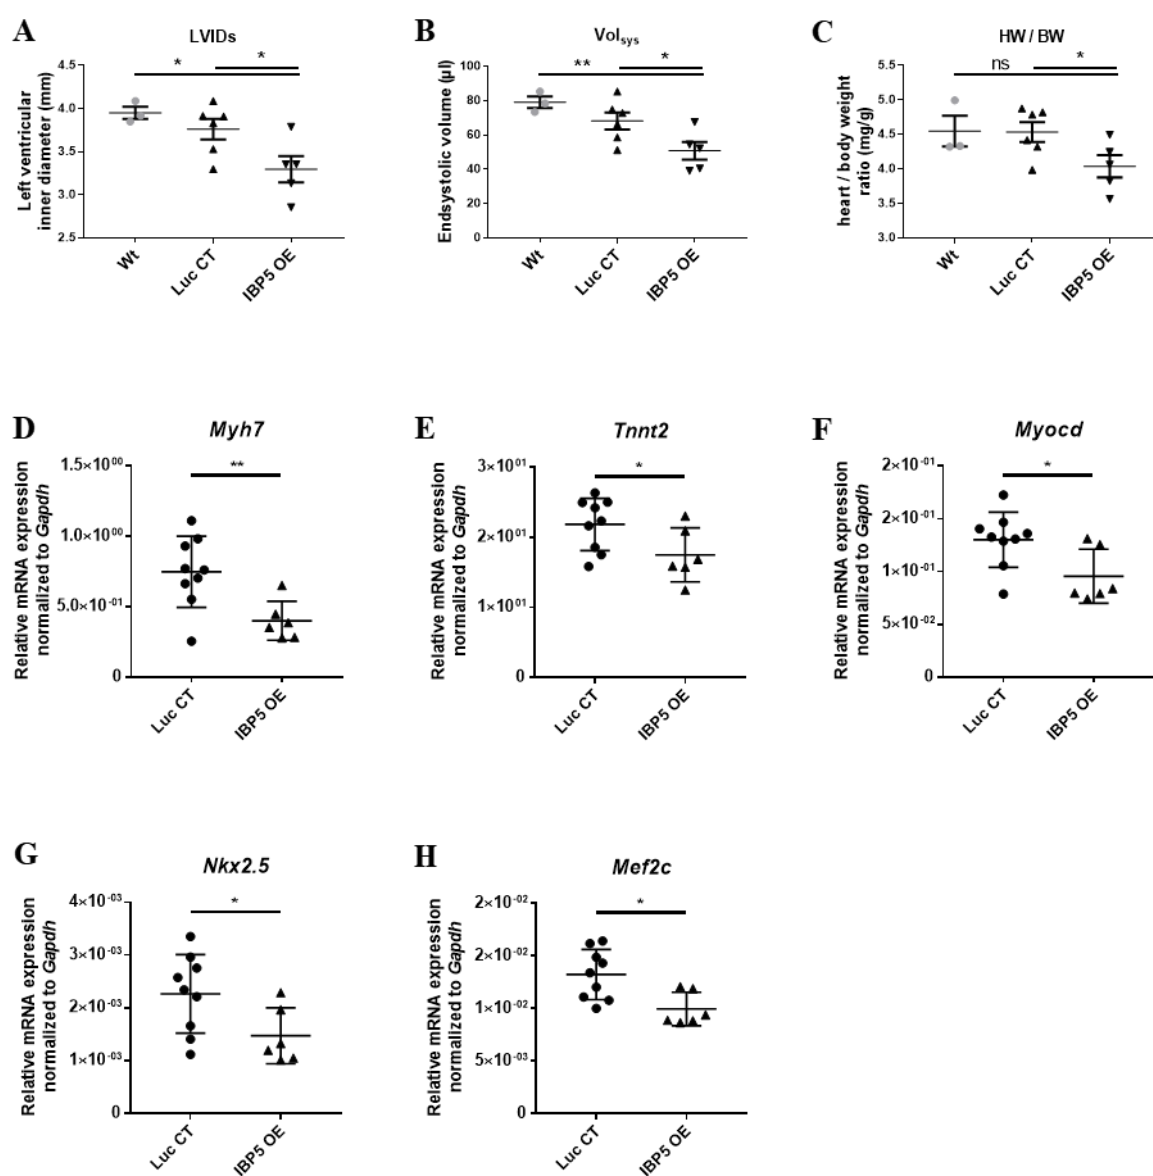 A
LVIDs
* *
Left ventricular
inner diameter (mm)
4.5
4.0
3.5
3.0
2.5
Wt
Luc CT
IBP5 OE
B
Volsys
** *
Endsystolic volume (µl)
100
80
60
40
20
0
Wt
Luc CT
IBP5 OE
C
HW / BW
ns *
heart / body weight
ratio (mg/g)
5.5
5.0
4.5
4.0
3.5
3.0
Wt
Luc CT
IBP5 OE
D
Myh7
**
Relative mRNA expression
normalized to Gapdh
1.5×10⁰⁰
1.0×10⁰⁰
5.0×10⁻⁰¹
0
Luc CT
IBP5 OE
E
Tnnt2
*
Relative mRNA expression
normalized to Gapdh
3×10⁰¹
2×10⁰¹
1×10⁰¹
0
Luc CT
IBP5 OE
F
Myocd
*
Relative mRNA expression
normalized to Gapdh
2×10⁻⁰¹
2×10⁻⁰¹
1×10⁻⁰¹
5×10⁻⁰²
0
Luc CT
IBP5 OE
G
Nkx2.5
*
Relative mRNA expression
normalized to Gapdh
4×10⁻⁰³
3×10⁻⁰³
2×10⁻⁰³
1×10⁻⁰³
0
Luc CT
IBP5 OE
H
Mef2c
*
Relative mRNA expression
normalized to Gapdh
2×10⁻⁰²
2×10⁻⁰²
1×10⁻⁰²
5×10⁻⁰³
0
Luc CT
IBP5 OE